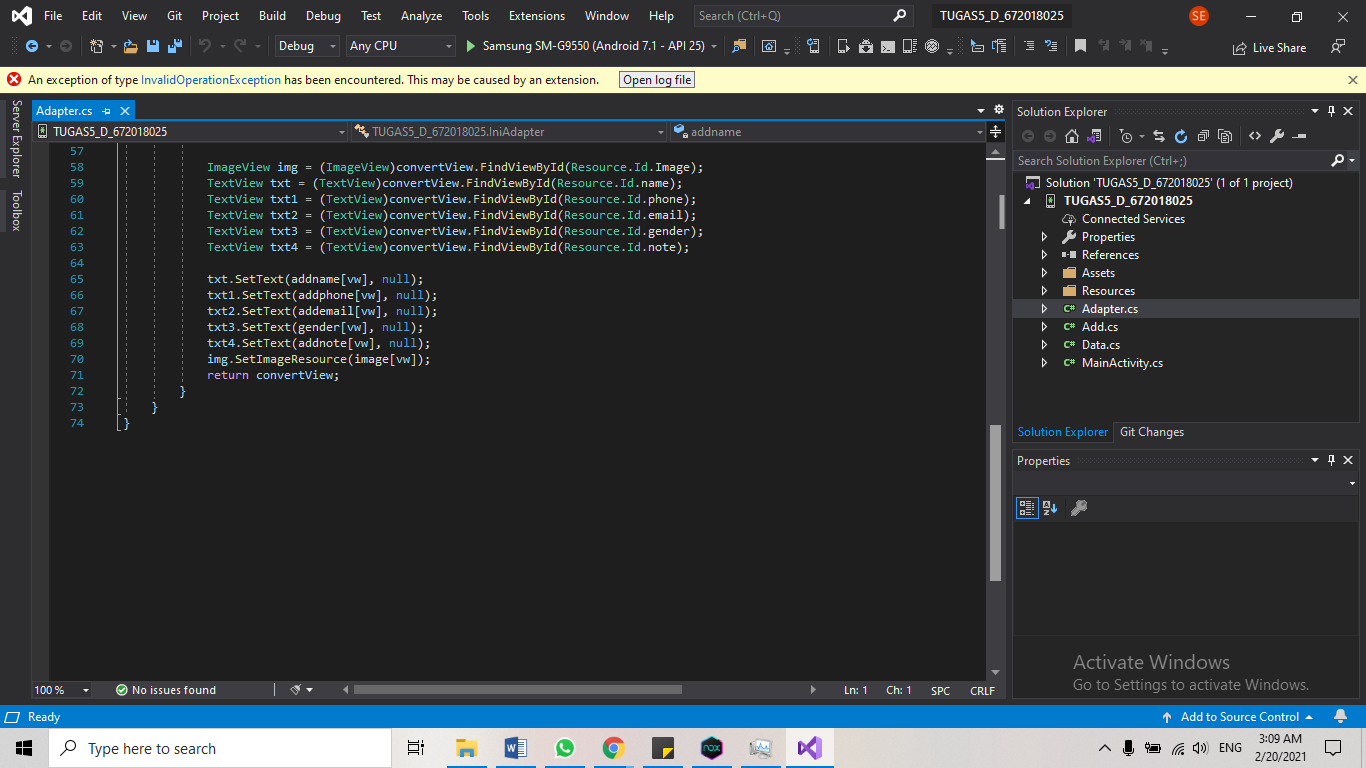 File Edit View Git Project Build Debug Test Analyze Tools Extensions Window Help Search (Ctrl+Q) TUGAS5_D_672018025 SE
Debug Any CPU Samsung SM-G9550 (Android 7.1 - API 25) Live Share
An exception of type InvalidOperationException has been encountered. This may be caused by an extension. Open log file
Server Explorer
Toolbox
Adapter.cs
TUGAS5_D_672018025 TUGAS5_D_672018025.IniAdapter addname
57
58 ImageView img = (ImageView)convertView.FindViewById(Resource.Id.Image);
59 TextView txt = (TextView)convertView.FindViewById(Resource.Id.name);
60 TextView txt1 = (TextView)convertView.FindViewById(Resource.Id.phone);
61 TextView txt2 = (TextView)convertView.FindViewById(Resource.Id.email);
62 TextView txt3 = (TextView)convertView.FindViewById(Resource.Id.gender);
63 TextView txt4 = (TextView)convertView.FindViewById(Resource.Id.note);
64
65 txt.SetText(addname[vw], null);
66 txt1.SetText(addphone[vw], null);
67 txt2.SetText(addemail[vw], null);
68 txt3.SetText(gender[vw], null);
69 txt4.SetText(addnote[vw], null);
70 img.SetImageResource(image[vw]);
71 return convertView;
72 }
73 }
74 }
100 % No issues found Ln: 1 Ch: 1 SPC CRLF
Solution Explorer
Search Solution Explorer (Ctrl+;)
Solution 'TUGAS5_D_672018025' (1 of 1 project)
TUGAS5_D_672018025
Connected Services
Properties
References
Assets
Resources
C# Adapter.cs
C# Add.cs
C# Data.cs
C# MainActivity.cs
Solution Explorer Git Changes
Properties
Activate Windows
Go to Settings to activate Windows.
Ready Add to Source Control
Type here to search nox ENG 3:09 AM
2/20/2021